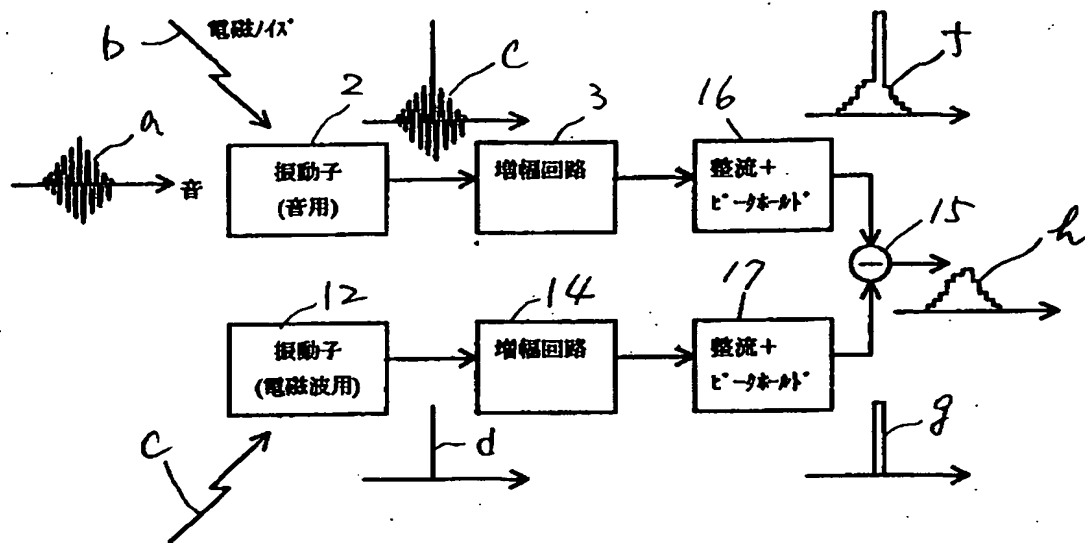 b
電磁ノイズ
c
f
2
3
16
a
音
振動子
(音用)
増幅回路
整流+
ピークホールド
15
−
h
12
14
17
振動子
(電磁波用)
増幅回路
整流+
ピークホールド
c
d
g